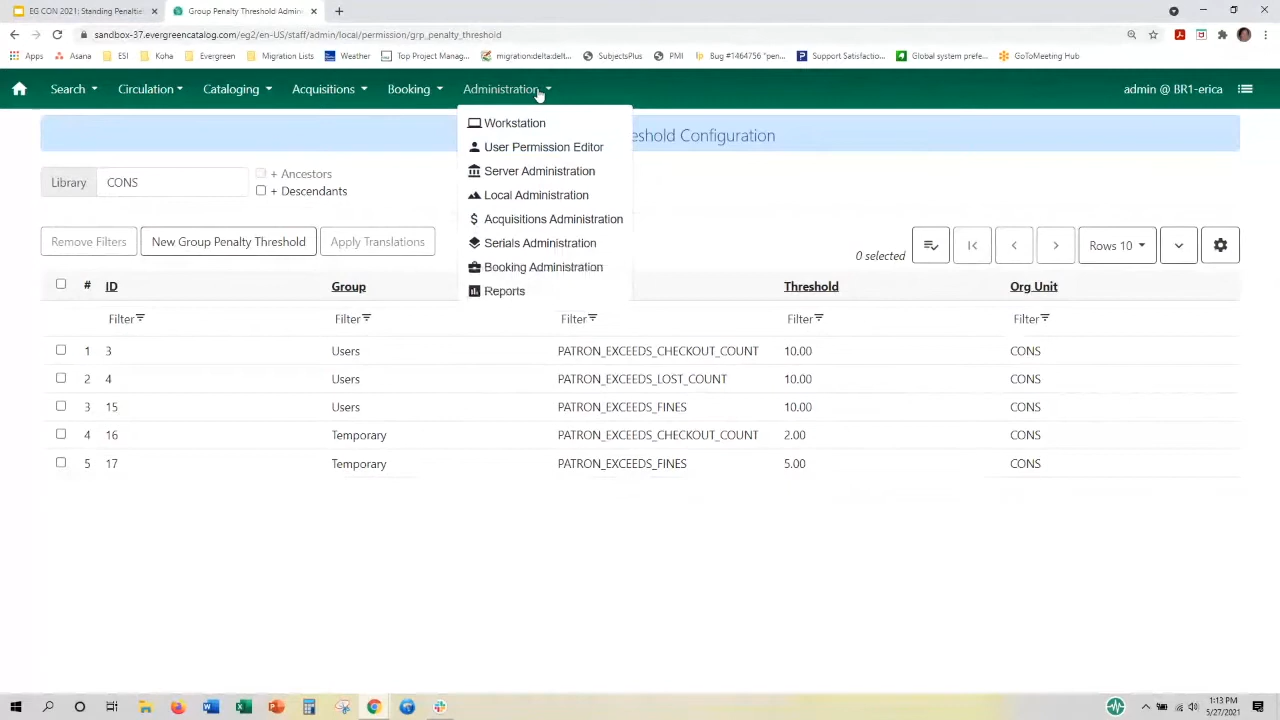 EG CON 2021: Standing Penaltie
Group Penalty Threshold Admin
sandbox-37.evergreencatalog.com/eg2/en-US/staff/admin/local/permission/grp_penalty_threshold
Apps Asana ESI Koha Evergreen Migration Lists Weather Top Project Manag... migration:delta:delt... SubjectsPlus PMI Bug #1464756 "pen... Support Satisfactio... Global system prefe... GoToMeeting Hub
Search Circulation Cataloging Acquisitions Booking Administration admin @ BR1-erica
Workstation
User Permission Editor
Server Administration
Local Administration
Acquisitions Administration
Serials Administration
Booking Administration
Reports
eshold Configuration
Library CONS + Ancestors
+ Descendants
Remove Filters New Group Penalty Threshold Apply Translations 0 selected Rows 10
# ID Group Threshold Org Unit
Filter Filter Filter Filter Filter
1 3 Users PATRON_EXCEEDS_CHECKOUT_COUNT 10.00 CONS
2 4 Users PATRON_EXCEEDS_LOST_COUNT 10.00 CONS
3 15 Users PATRON_EXCEEDS_FINES 10.00 CONS
4 16 Temporary PATRON_EXCEEDS_CHECKOUT_COUNT 2.00 CONS
5 17 Temporary PATRON_EXCEEDS_FINES 5.00 CONS
1:13 PM
5/27/2021